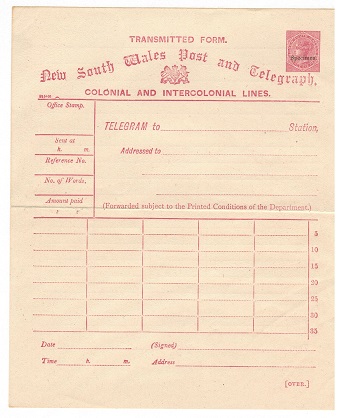 TRANSMITTED FORM.
Specimen
New South Wales Post and Telegraph,
COLONIAL AND INTERCOLONIAL LINES.
Office Stamp.
TELEGRAM to Station,
Sent at
h. m.
Addressed to
Reference No.
No. of Words,
Amount paid
(Forwarded subject to the Printed Conditions of the Department.)
5
10
15
20
25
30
35
Date (Signed)
Time h. m. Address
[OVER.]